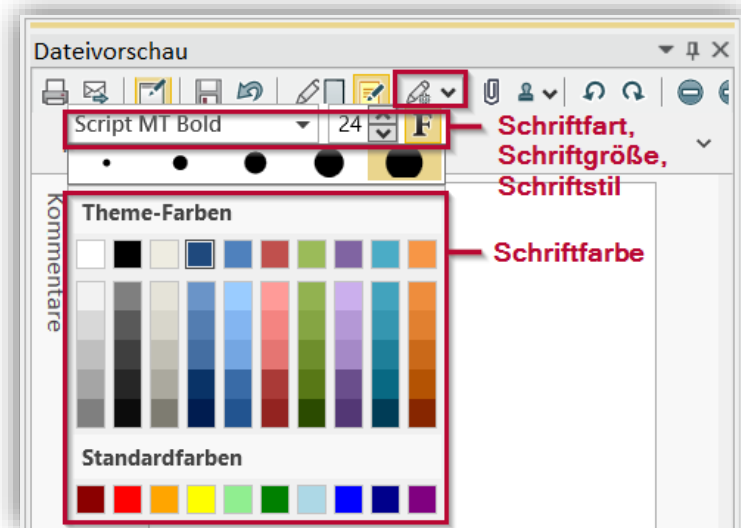 Dateivorschau
Script MT Bold 24 F
Schriftfart,
Schriftgröße,
Schriftstil
Kommentare
Theme-Farben
Schriftfarbe
Standardfarben